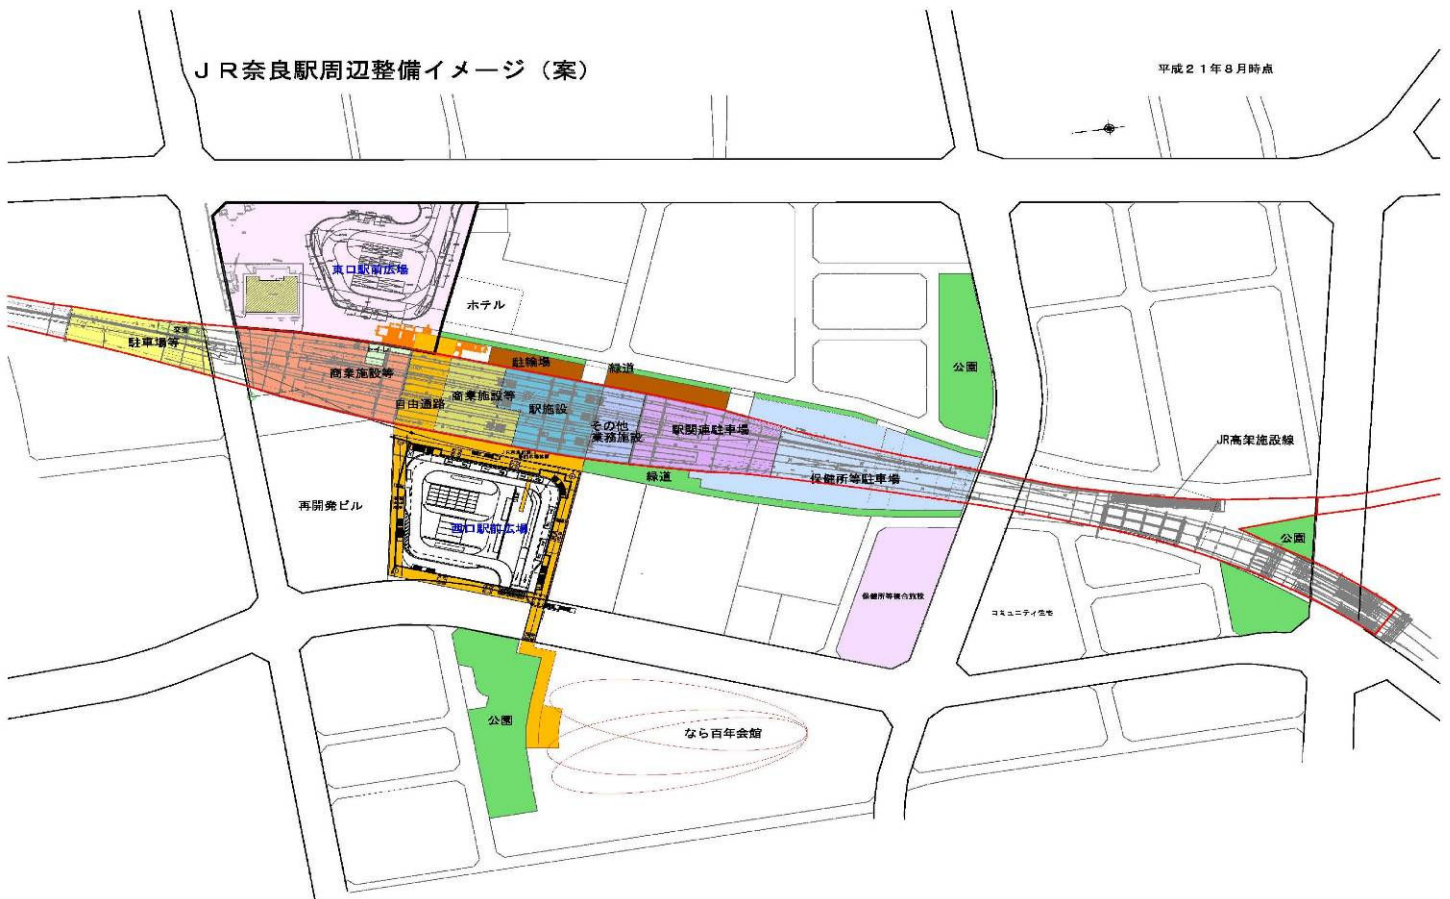 ＪＲ奈良駅周辺整備イメージ（案）
平成２１年８月時点
東口駅前広場
ホテル
駐車場等
交番
トイレ
商業施設等
自由通路
商業施設等
駐輪場
緑道
駅施設
その他
業務施設
駅関連駐車場
公園
JR高架施設線
緑道
保健所等駐車場
再開発ビル
西口駅前広場
公園
保健所等複合施設
コミュニティ住宅
公園
なら百年会館